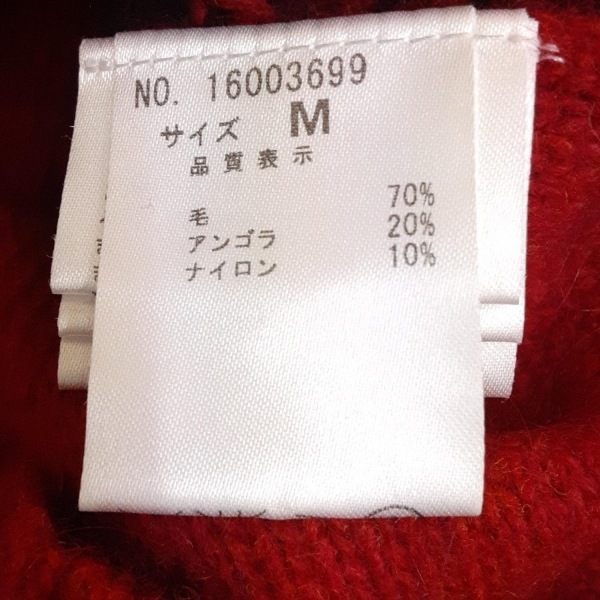 NO. 16003699
サイズ M
品質表示
毛 70%
アンゴラ 20%
ナイロン 10%